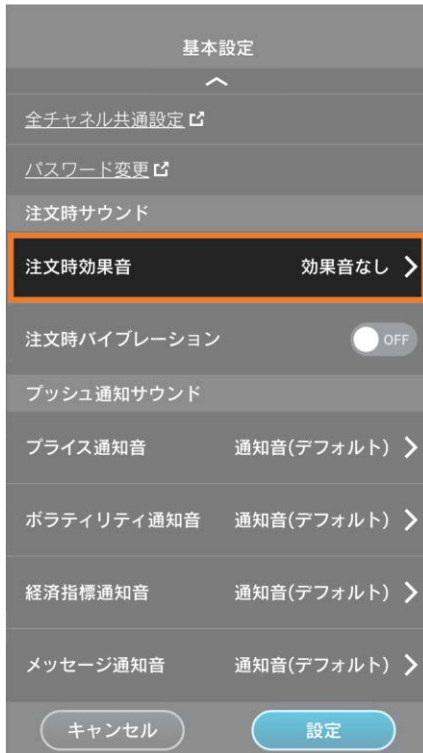 基本設定
全チャネル共通設定
パスワード変更
注文時サウンド
注文時効果音 効果音なし
注文時バイブレーション OFF
プッシュ通知サウンド
プライス通知音 通知音(デフォルト)
ボラティリティ通知音 通知音(デフォルト)
経済指標通知音 通知音(デフォルト)
メッセージ通知音 通知音(デフォルト)
キャンセル 設定